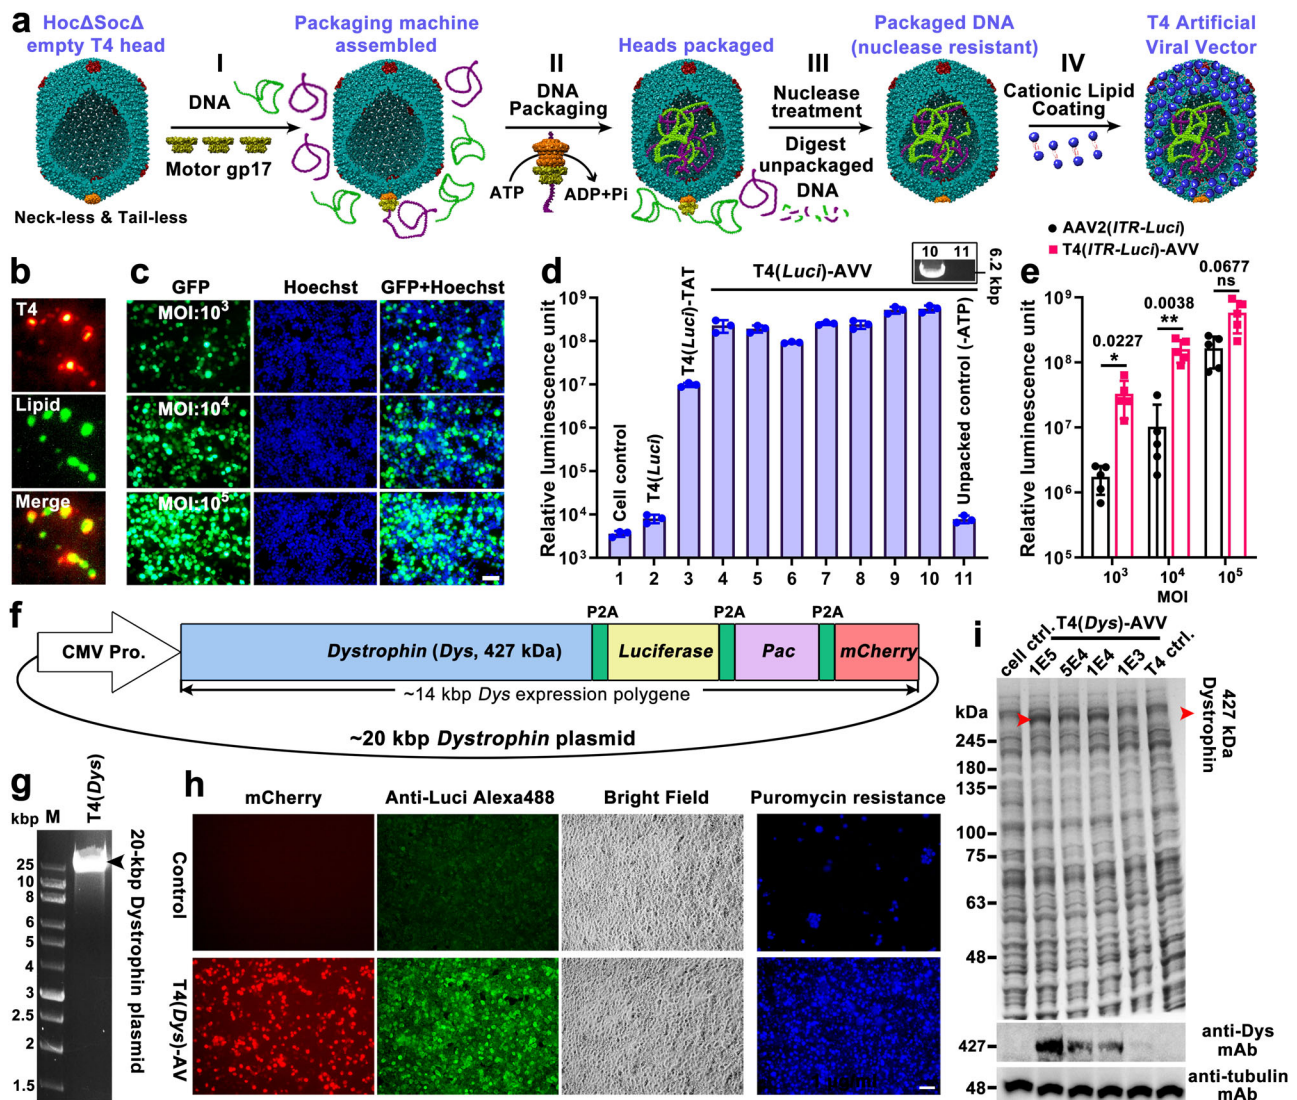 a
HocΔSocΔ
empty T4 head
Packaging machine
assembled
Heads packaged
Packaged DNA
(nuclease resistant)
T4 Artificial
Viral Vector
I
DNA
Motor gp17
II
DNA
Packaging
ATP
ADP+Pi
III
Nuclease
treatment
Digest
unpackaged
DNA
IV
Cationic Lipid
Coating
Neck-less & Tail-less
b
T4
Lipid
Merge
c
GFP
Hoechst
GFP+Hoechst
MOI:10³
MOI:10⁴
MOI:10⁵
d
T4(Luci)-AVV
10 11
6.2 kbp
Relative luminescence unit
10⁹
10⁸
10⁷
10⁶
10⁵
10⁴
10³
Cell control
T4(Luci)
T4(Luci)-TAT
Unpacked control (-ATP)
1 2 3 4 5 6 7 8 9 10 11
AAV2(ITR-Luci)
T4(ITR-Luci)-AVV
e
Relative luminescence unit
10⁹
10⁸
10⁷
10⁶
10⁵
0.0227
*
0.0038
**
0.0677
ns
10³ 10⁴ 10⁵
MOI
f
P2A P2A P2A
CMV Pro.
Dystrophin (Dys, 427 kDa)
Luciferase
Pac
mCherry
~14 kbp Dys expression polygene
~20 kbp Dystrophin plasmid
g
kbp M T4(Dys)
25
10
8
6
5
4
3
2.5
2
1.5
20-kbp Dystrophin plasmid
h
mCherry
Anti-Luci Alexa488
Bright Field
Puromycin resistance
Control
T4(Dys)-AV
i
T4(Dys)-AVV
cell ctrl. 1E5 5E4 1E4 1E3 T4 ctrl.
kDa
245
180
135
100
75
63
48
427 kDa
Dystrophin
427
anti-Dys
mAb
48
anti-tubulin
mAb